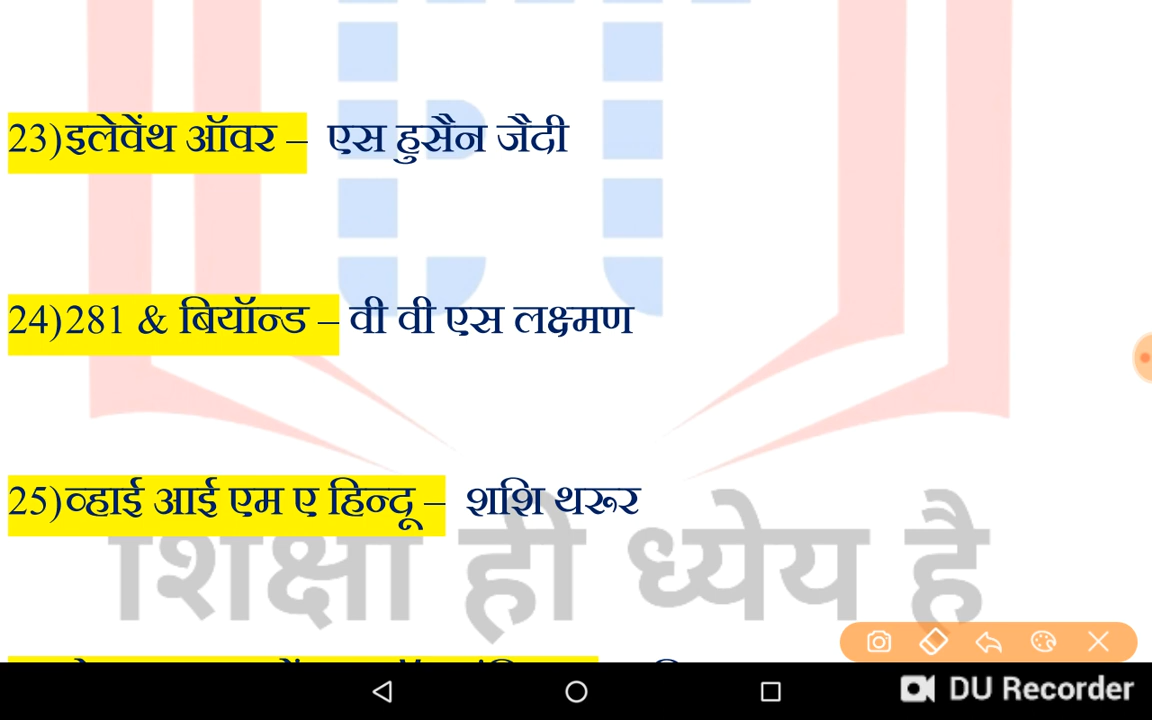 23)इलेवेंथ ऑवर – एस हुसैन जैदी
24)281 & बियॉन्ड – वी वी एस लक्ष्मण
25)व्हाई आई एम ए हिन्दू – शशि थरूर
शिक्षा ही ध्येय है
DU Recorder